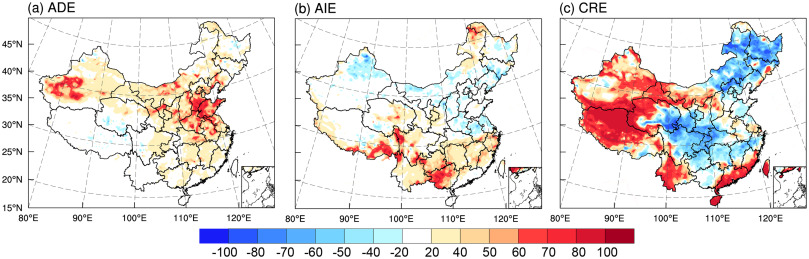 (a) ADE (b) AIE (c) CRE
45°N
40°N
35°N
30°N
25°N
20°N
15°N
80°E 90°E 100°E 110°E 120°E 80°E 90°E 100°E 110°E 120°E 80°E 90°E 100°E 110°E 120°E
-100 -80 -70 -60 -50 -40 -20 20 40 50 60 70 80 100